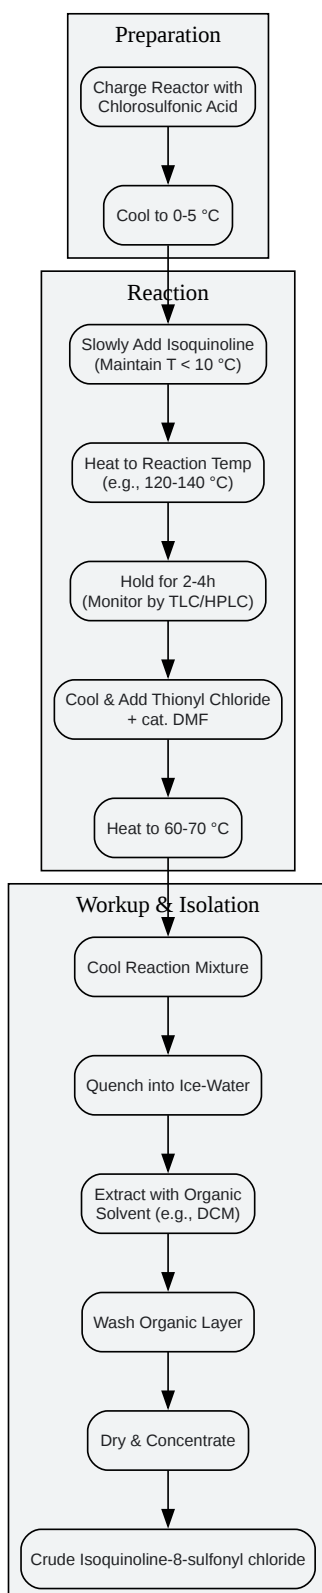 Preparation
Charge Reactor with
Chlorosulfonic Acid
Cool to 0-5 °C
Reaction
Slowly Add Isoquinoline
(Maintain T < 10 °C)
Heat to Reaction Temp
(e.g., 120-140 °C)
Hold for 2-4h
(Monitor by TLC/HPLC)
Cool & Add Thionyl Chloride
+ cat. DMF
Heat to 60-70 °C
Workup & Isolation
Cool Reaction Mixture
Quench into Ice-Water
Extract with Organic
Solvent (e.g., DCM)
Wash Organic Layer
Dry & Concentrate
Crude Isoquinoline-8-sulfonyl chloride